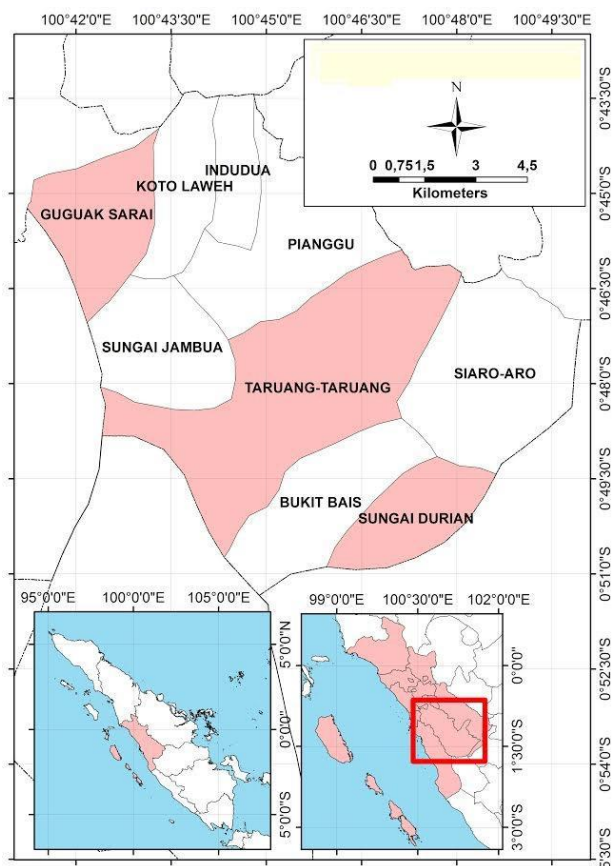 100°42'0"E 100°43'30"E 100°45'0"E 100°46'30"E 100°48'0"E 100°49'30"E
N
0 0,75 1,5 3 4,5
Kilometers
0°43'30"S
0°45'0"S
0°46'30"S
0°48'0"S
0°49'30"S
0°51'0"S
0°52'30"S
0°54'0"S
5'30"S
INDUDUA
KOTO LAWEH
GUGUAK SARAI
PIANGGU
SUNGAI JAMBUA
SIARO-ARO
TARUANG-TARUANG
BUKIT BAIS
SUNGAI DURIAN
95°0'0"E 100°0'0"E 105°0'0"E
5°0'0"N
0°0'0"
5°0'0"S
99°0'0"E 100°30'0"E 102°0'0"E
0°0'0"
1°30'0"S
3°0'0"S